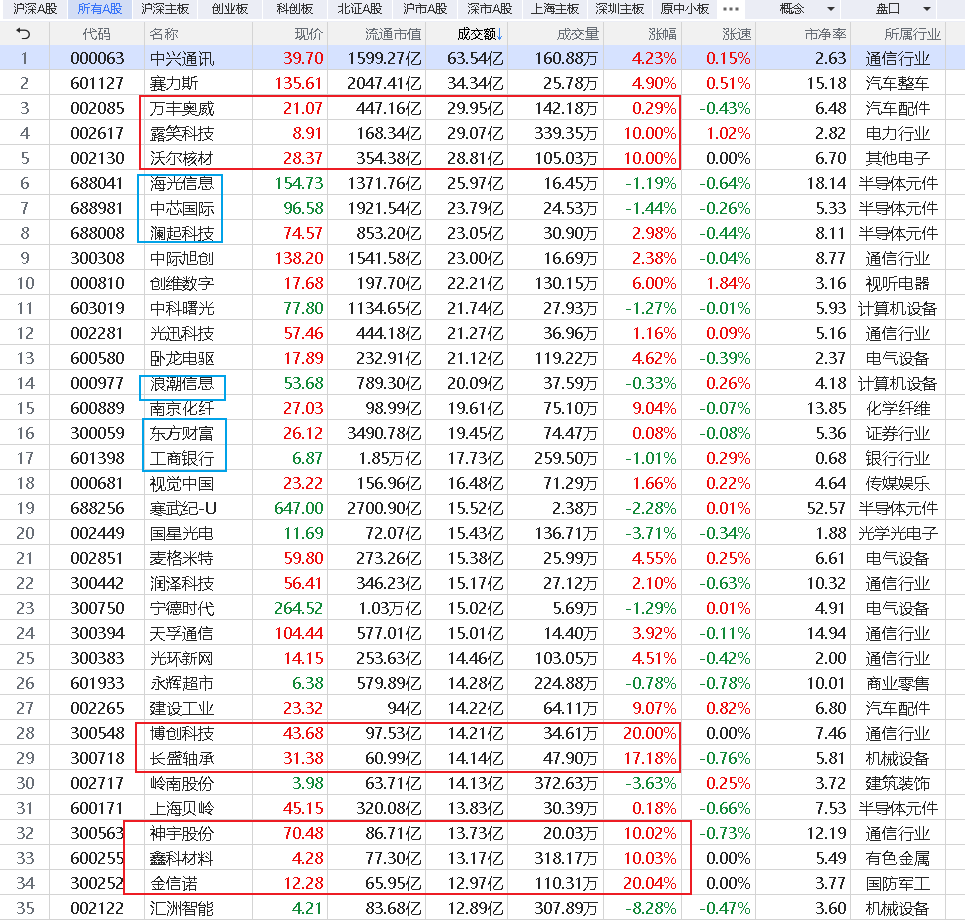 沪深A股 所有A股 沪深主板 创业板 科创板 北证A股 沪市A股 深市A股 上海主板 深圳主板 原中小板 ••• 概念 盘口
代码 名称 现价 流通市值 成交额↓ 成交量 涨幅 涨速 市净率 所属行业
1 000063 中兴通讯 39.70 1599.27亿 63.54亿 160.88万 4.23% 0.15% 2.63 通信行业
2 601127 赛力斯 135.61 2047.41亿 34.34亿 25.78万 4.90% 0.51% 15.18 汽车整车
3 002085 万丰奥威 21.07 447.16亿 29.95亿 142.18万 0.29% -0.43% 6.48 汽车配件
4 002617 露笑科技 8.91 168.34亿 29.07亿 339.35万 10.00% 1.02% 2.82 电力行业
5 002130 沃尔核材 28.37 354.38亿 28.81亿 105.03万 10.00% 0.00% 6.70 其他电子
6 688041 海光信息 154.73 1371.76亿 25.97亿 16.45万 -1.19% -0.64% 18.14 半导体元件
7 688981 中芯国际 96.58 1921.54亿 23.79亿 24.53万 -1.44% -0.26% 5.33 半导体元件
8 688008 澜起科技 74.57 853.20亿 23.05亿 30.90万 2.98% -0.44% 8.11 半导体元件
9 300308 中际旭创 138.20 1541.58亿 23.00亿 16.69万 2.38% -0.04% 8.77 通信行业
10 000810 创维数字 17.68 197.70亿 22.21亿 130.15万 6.00% 1.84% 3.16 视听电器
11 603019 中科曙光 77.80 1134.65亿 21.74亿 27.93万 -1.27% -0.01% 5.93 计算机设备
12 002281 光迅科技 57.46 444.18亿 21.27亿 36.96万 1.16% 0.09% 5.16 通信行业
13 600580 卧龙电驱 17.89 232.91亿 21.12亿 119.22万 4.62% -0.39% 2.37 电气设备
14 000977 浪潮信息 53.68 789.30亿 20.09亿 37.59万 -0.33% 0.26% 4.18 计算机设备
15 600889 南京化纤 27.03 98.99亿 19.61亿 75.10万 9.04% -0.07% 13.85 化学纤维
16 300059 东方财富 26.12 3490.78亿 19.45亿 74.47万 0.08% -0.08% 5.36 证券行业
17 601398 工商银行 6.87 1.85万亿 17.73亿 259.50万 -1.01% 0.29% 0.68 银行行业
18 000681 视觉中国 23.22 156.96亿 16.48亿 71.29万 1.66% 0.22% 4.64 传媒娱乐
19 688256 寒武纪-U 647.00 2700.90亿 15.52亿 2.38万 -2.28% 0.01% 52.57 半导体元件
20 002449 国星光电 11.69 72.07亿 15.43亿 136.71万 -3.71% -0.34% 1.88 光学光电子
21 002851 麦格米特 59.80 273.26亿 15.38亿 25.99万 4.55% 0.25% 6.61 电气设备
22 300442 润泽科技 56.41 346.23亿 15.17亿 27.12万 2.10% -0.63% 10.32 通信行业
23 300750 宁德时代 264.52 1.03万亿 15.02亿 5.69万 -1.29% 0.01% 4.91 电气设备
24 300394 天孚通信 104.44 577.01亿 15.01亿 14.40万 3.92% -0.11% 14.94 通信行业
25 300383 光环新网 14.15 253.63亿 14.46亿 103.05万 4.51% -0.42% 2.00 通信行业
26 601933 永辉超市 6.38 579.89亿 14.28亿 224.88万 -0.78% -0.78% 10.01 商业零售
27 002265 建设工业 23.32 94亿 14.22亿 64.11万 9.07% 0.82% 6.80 汽车配件
28 300548 博创科技 43.68 97.53亿 14.21亿 34.61万 20.00% 0.00% 7.46 通信行业
29 300718 长盛轴承 31.38 60.99亿 14.14亿 47.90万 17.18% -0.76% 5.81 机械设备
30 002717 岭南股份 3.98 63.71亿 14.13亿 372.63万 -3.63% 0.25% 3.72 建筑装饰
31 600171 上海贝岭 45.15 320.08亿 13.83亿 30.39万 0.18% -0.66% 7.53 半导体元件
32 300563 神宇股份 70.48 86.71亿 13.73亿 20.03万 10.02% -0.73% 12.19 通信行业
33 600255 鑫科材料 4.28 77.30亿 13.17亿 318.17万 10.03% 0.00% 5.49 有色金属
34 300252 金信诺 12.28 65.95亿 12.97亿 110.31万 20.04% 0.00% 3.77 国防军工
35 002122 汇洲智能 4.21 83.68亿 12.89亿 307.89万 -8.28% -0.47% 3.60 机械设备